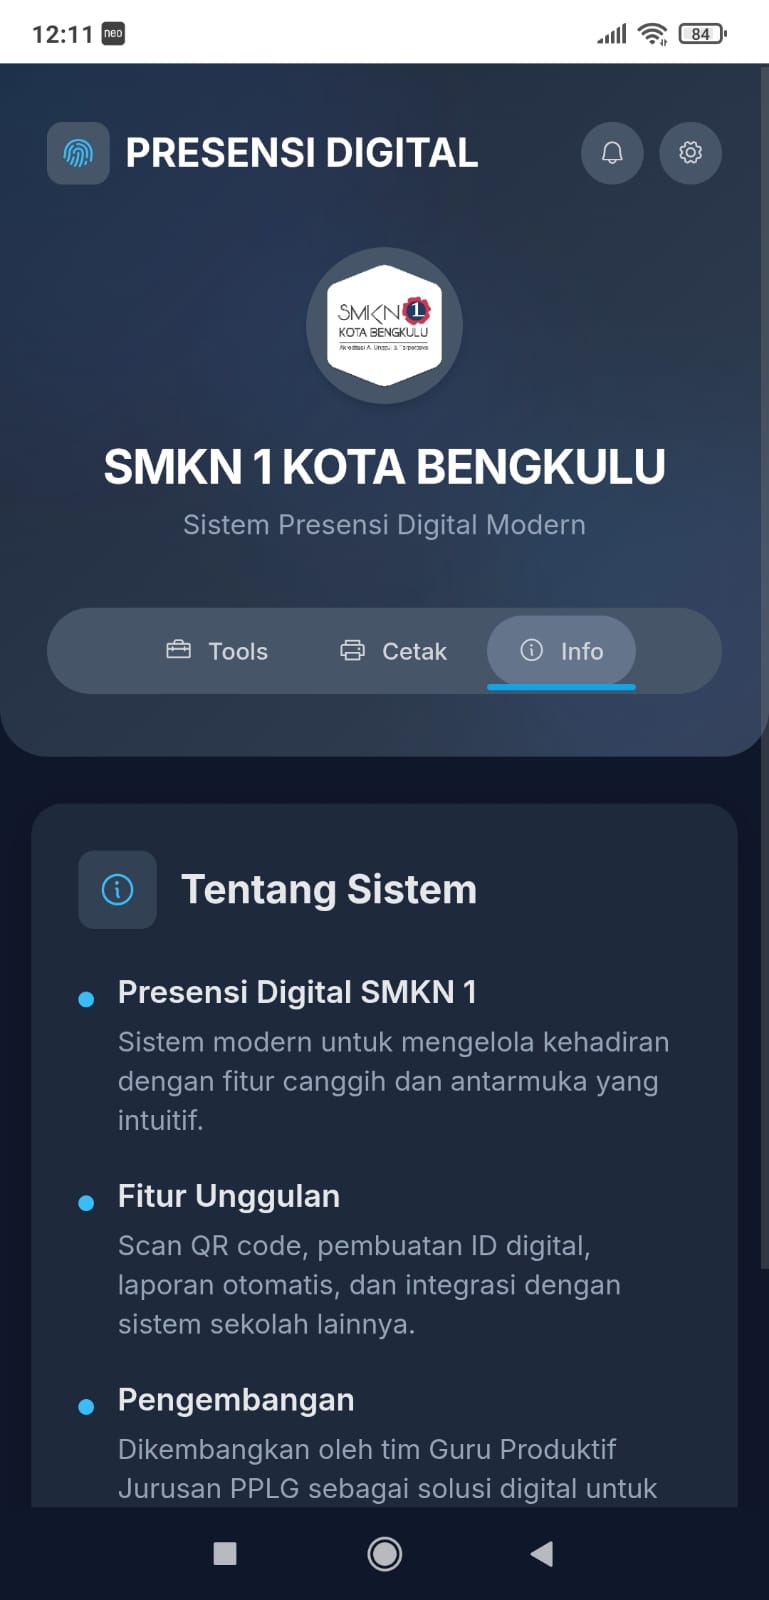 12:11 neo 84
PRESENSI DIGITAL
SMKN 1
KOTA BENGKULU
SMKN 1 KOTA BENGKULU
Sistem Presensi Digital Modern
Tools Cetak Info
Tentang Sistem
Presensi Digital SMKN 1
Sistem modern untuk mengelola kehadiran
dengan fitur canggih dan antarmuka yang
intuitif.
Fitur Unggulan
Scan QR code, pembuatan ID digital,
laporan otomatis, dan integrasi dengan
sistem sekolah lainnya.
Pengembangan
Dikembangkan oleh tim Guru Produktif
Jurusan PPLG sebagai solusi digital untuk